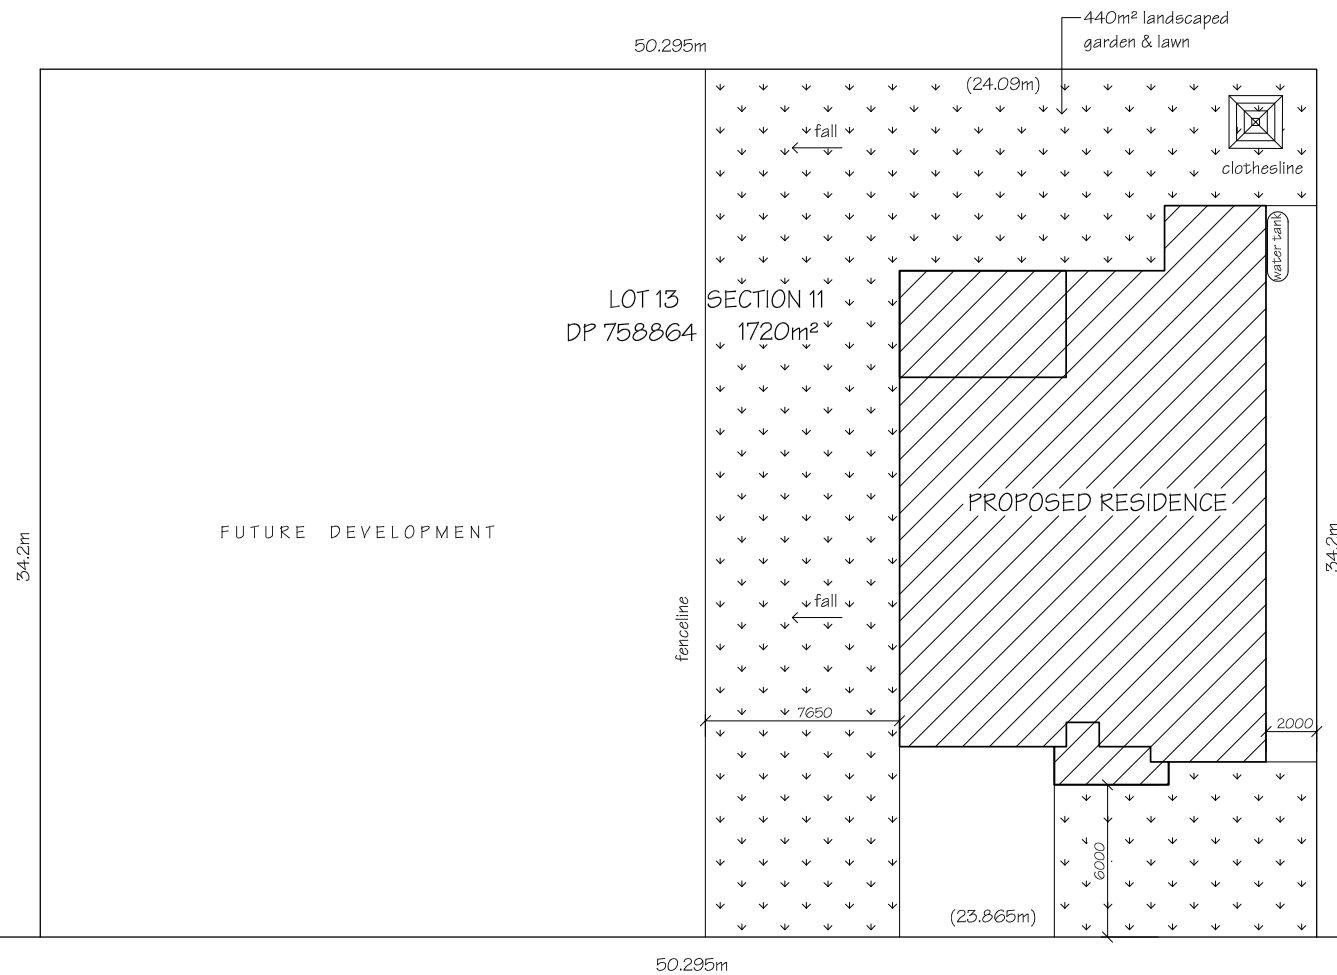 440m² landscaped
garden & lawn
50.295m
(24.09m)
fall
clothesline
water tank
LOT 13 SECTION 11
DP 758864 1720m²
PROPOSED RESIDENCE
FUTURE DEVELOPMENT
34.2m
34.2m
fall
fenceline
7650
2000
6000
(23.865m)
50.295m